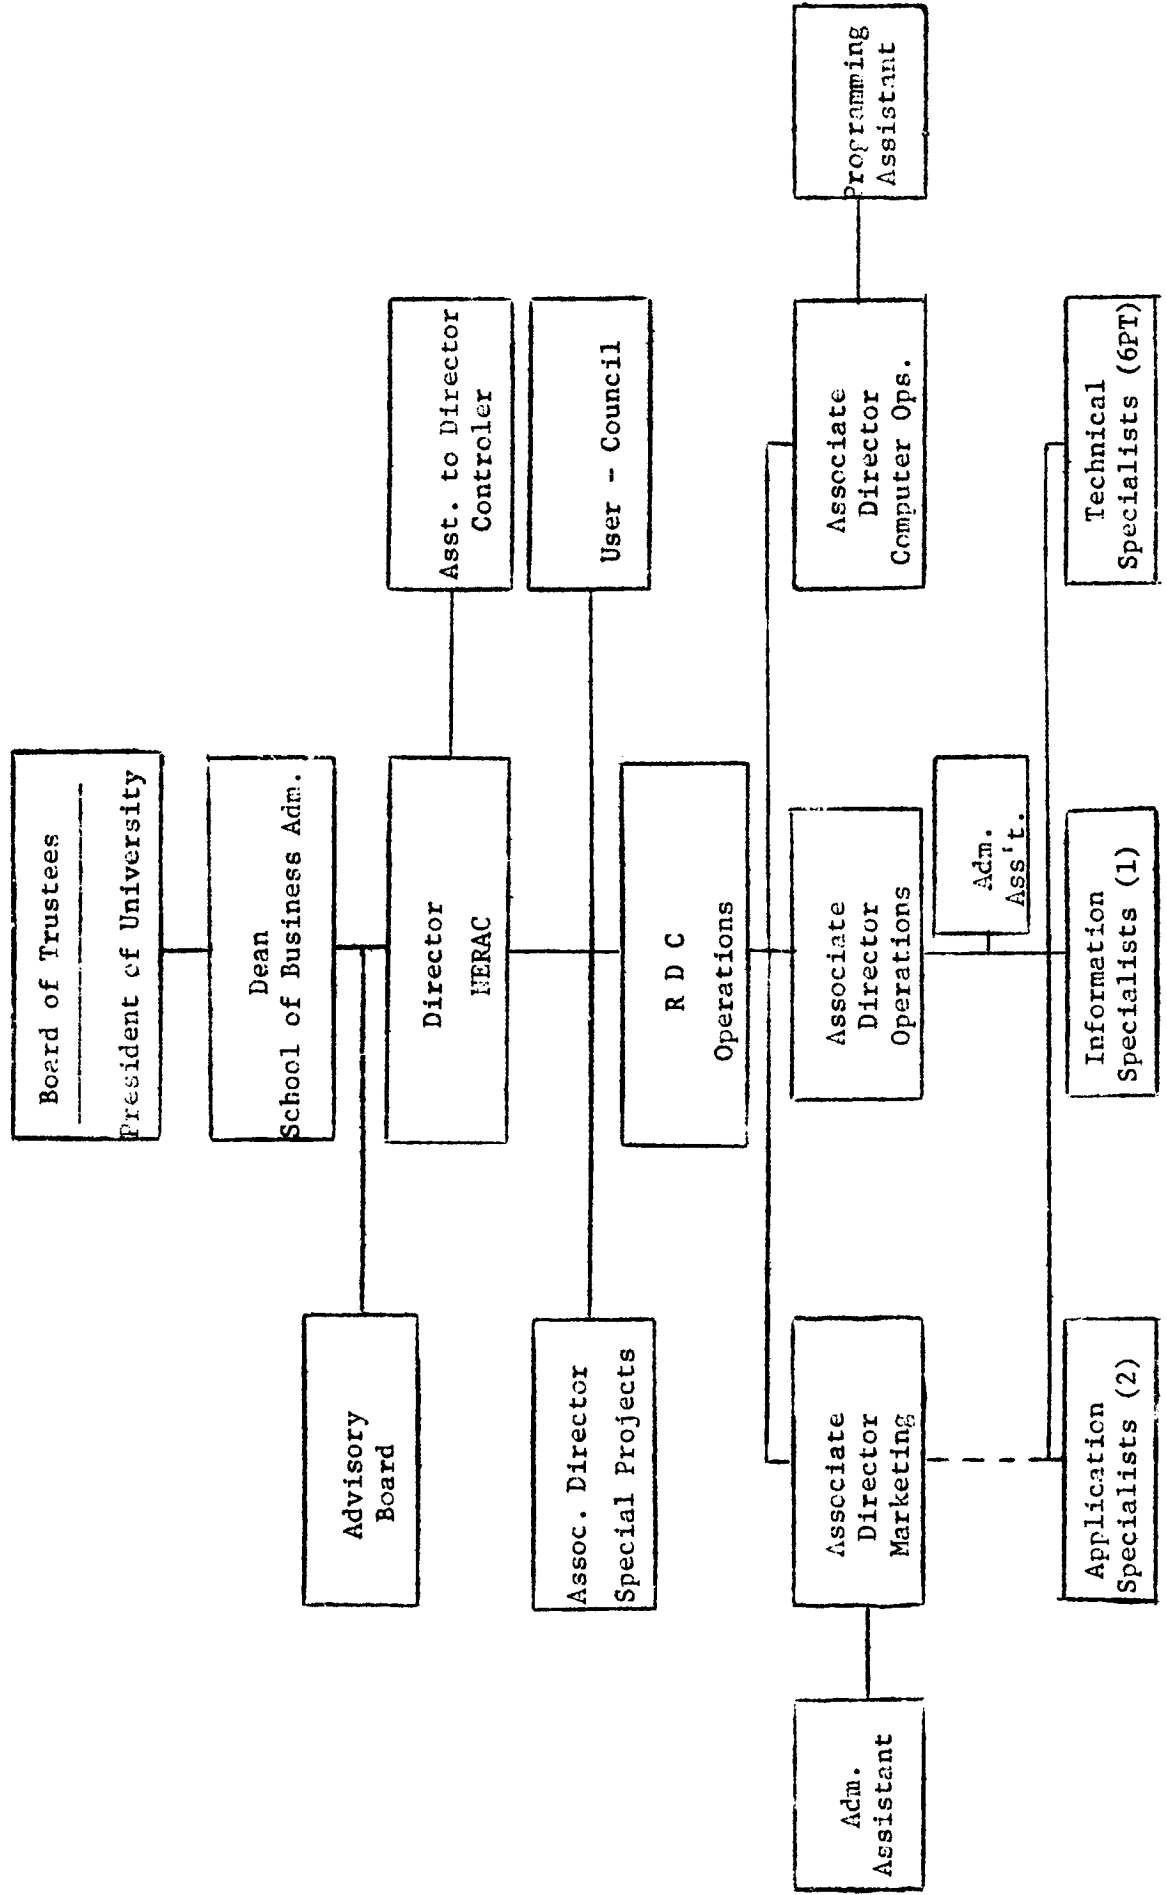 Board of Trustees
President of University
Dean
School of Business Adm.
Advisory
Board
Director
NERAC
Asst. to Director
Controler
Assoc. Director
Special Projects
User - Council
R D C
Operations
Adm.
Assistant
Associate
Director
Marketing
Associate
Director
Operations
Associate
Director
Computer Ops.
Programming
Assistant
Adm.
Ass't.
Application
Specialists (2)
Information
Specialists (1)
Technical
Specialists (6PT)